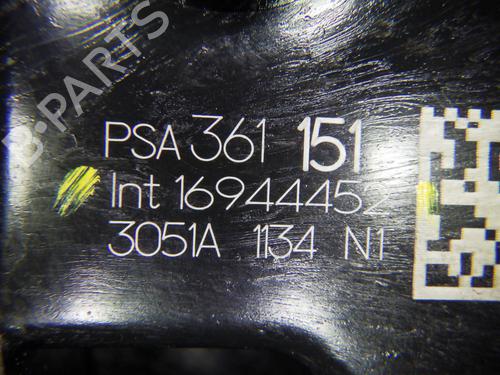 B-PARTS
PSA 361 151
Int 16944452
3051A 1134 N1